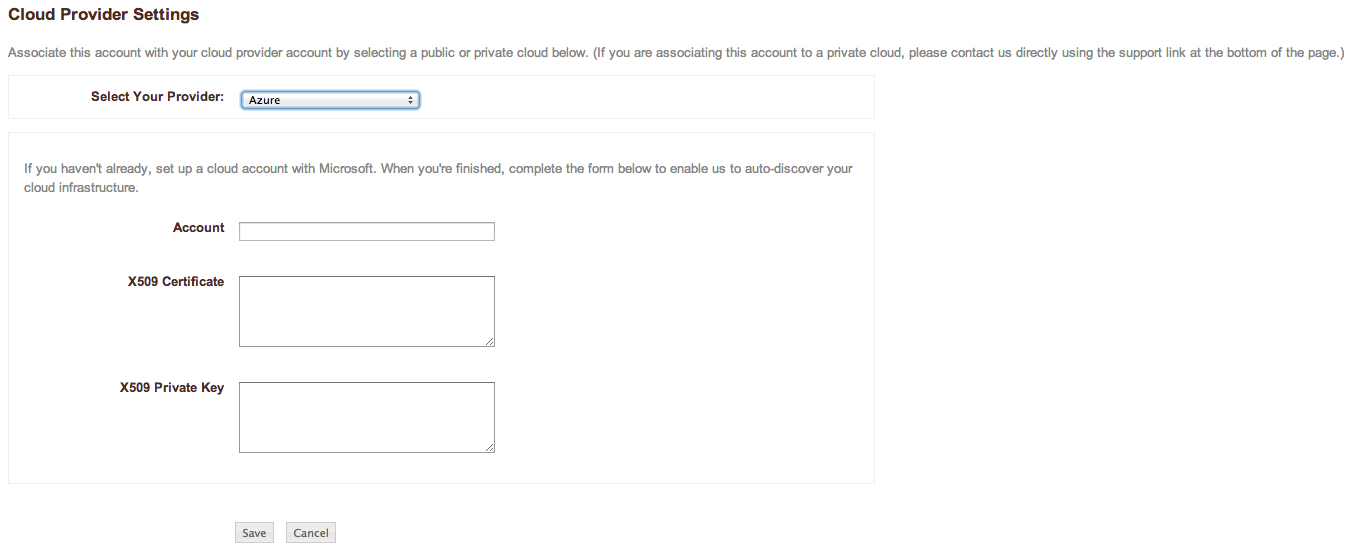 Cloud Provider Settings
Associate this account with your cloud provider account by selecting a public or private cloud below. (If you are associating this account to a private cloud, please contact us directly using the support link at the bottom of the page.)
Select Your Provider: Azure
If you haven't already, set up a cloud account with Microsoft. When you're finished, complete the form below to enable us to auto-discover your
cloud infrastructure.
Account
X509 Certificate
X509 Private Key
Save Cancel